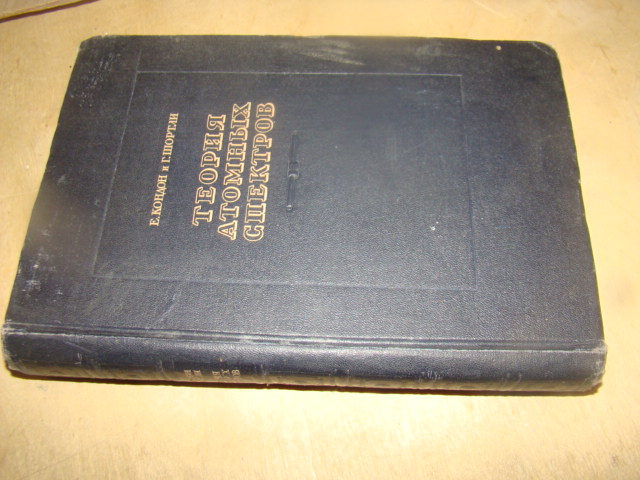 Е. КОНДОН и Г. ШОРТЛИ
ТЕОРИЯ
АТОМНЫХ
СПЕКТРОВ